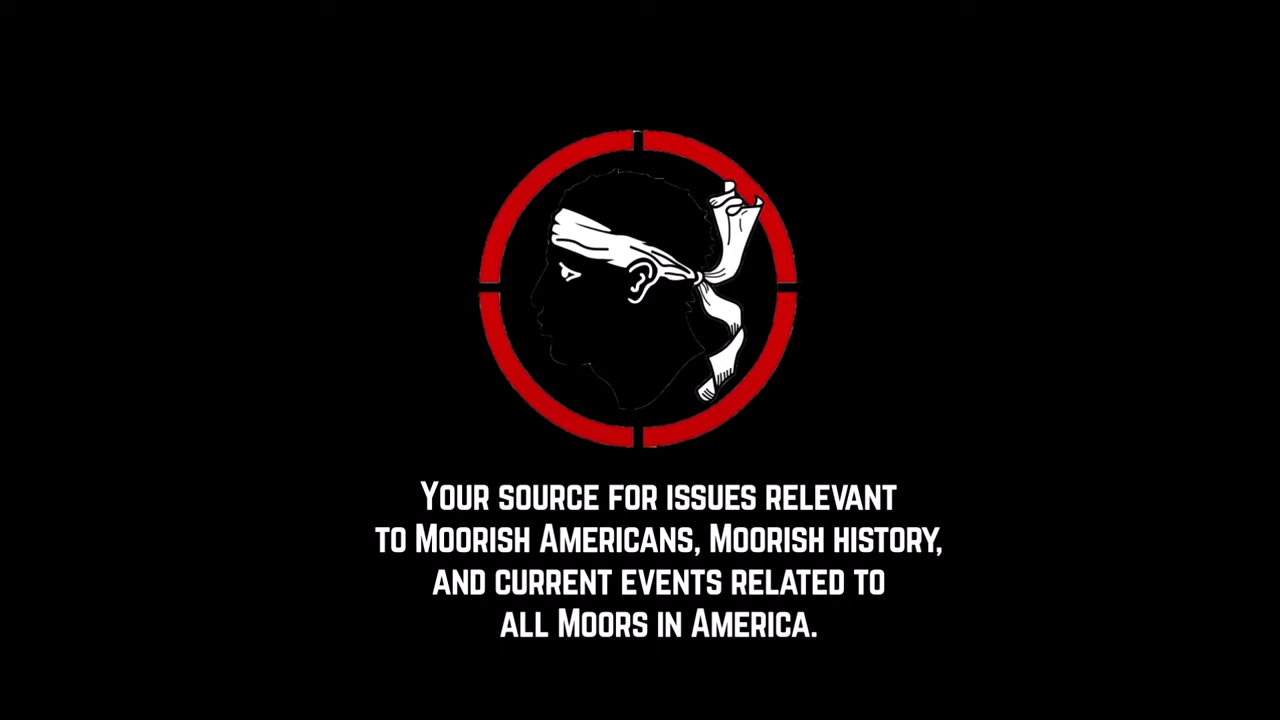 Your source for issues relevant
to Moorish Americans, Moorish history,
and current events related to
all Moors in America.